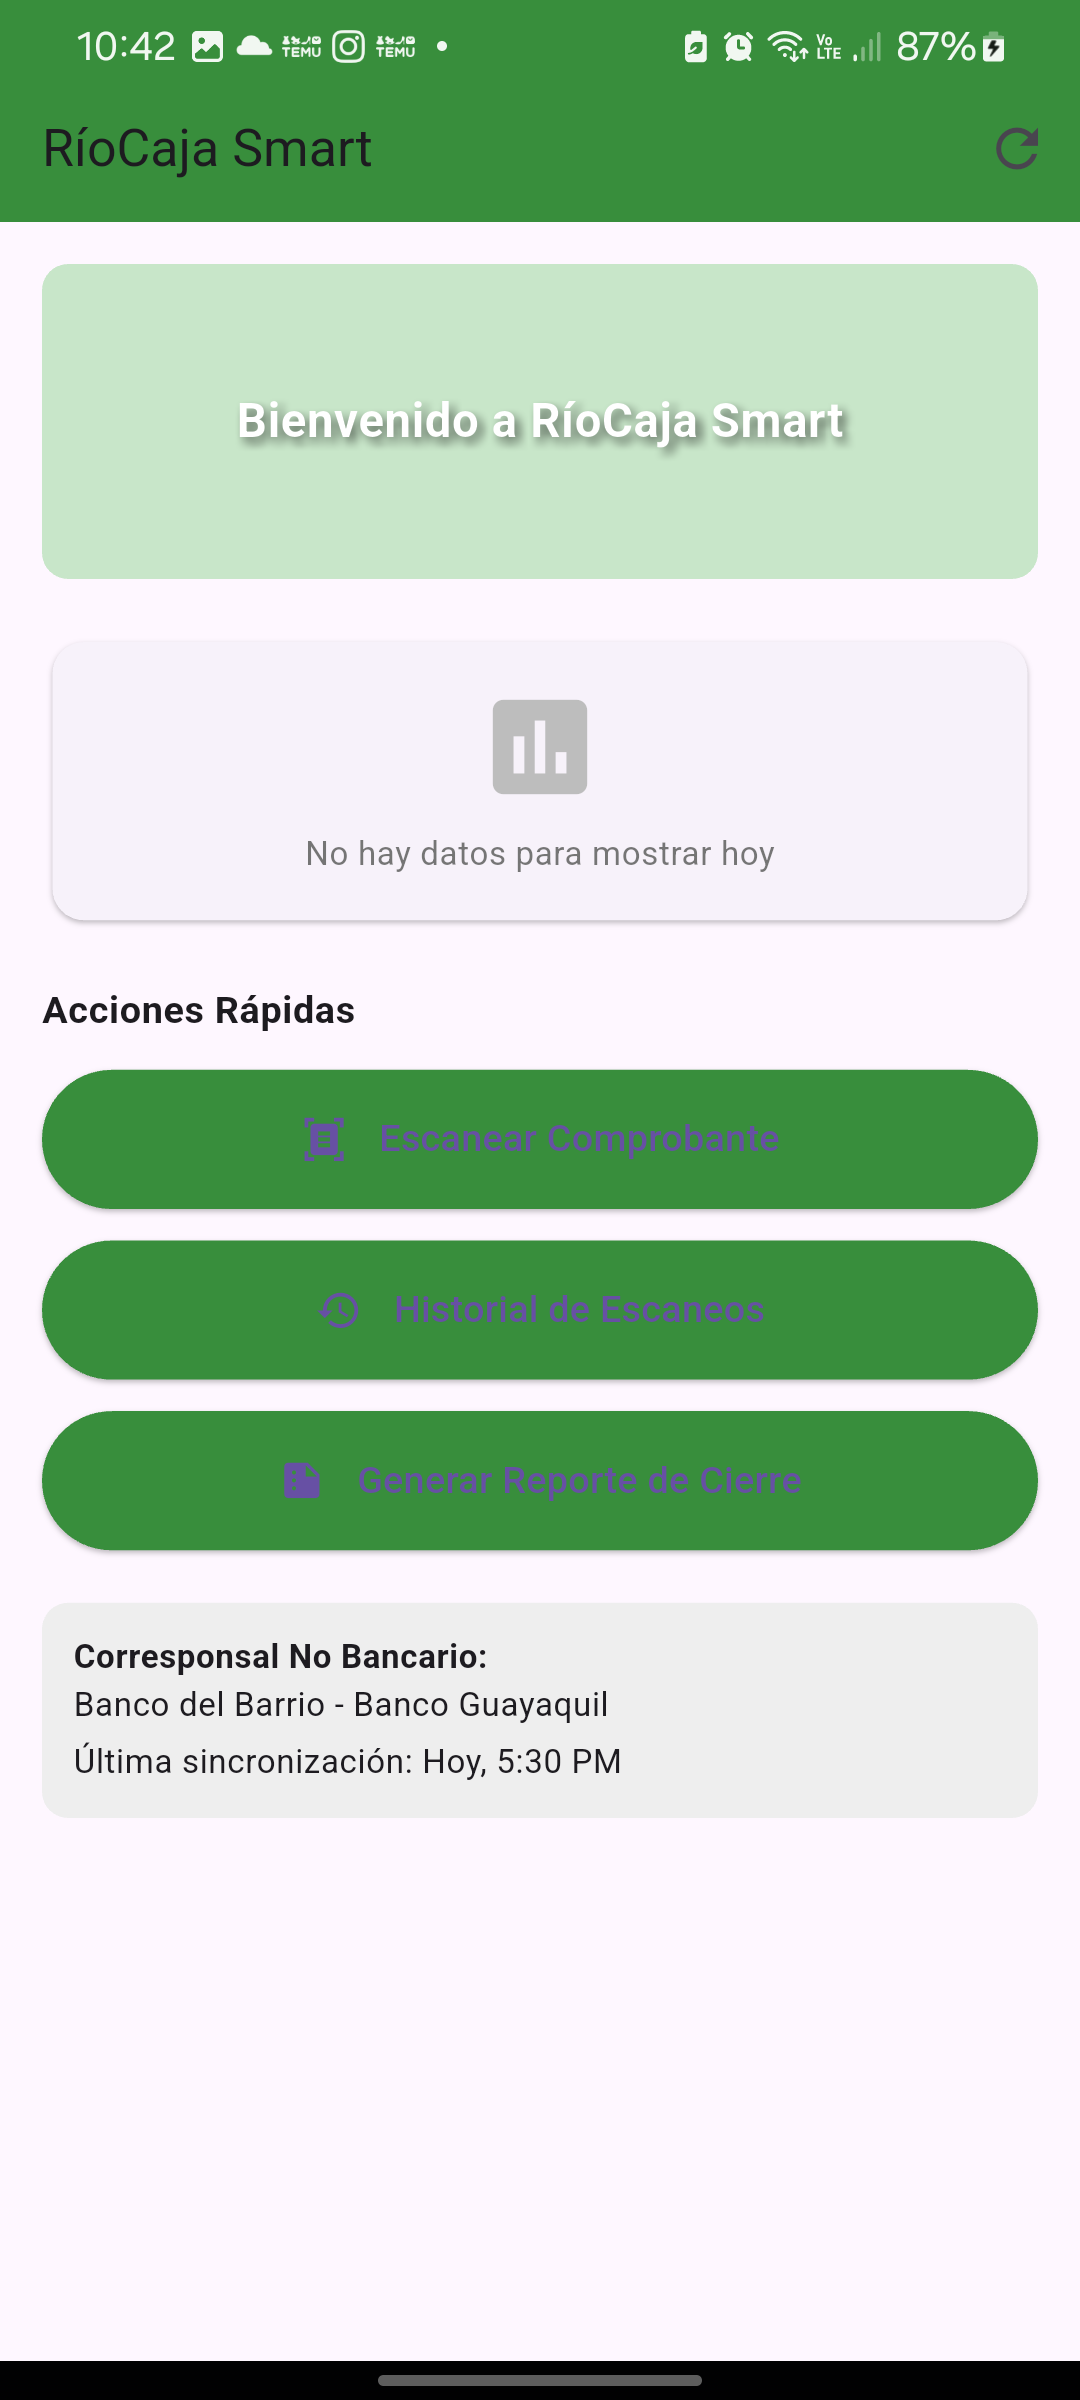 10:42
TEMU
TEMU
Vo
LTE
87%
RíoCaja Smart
Bienvenido a RíoCaja Smart
No hay datos para mostrar hoy
Acciones Rápidas
Escanear Comprobante
Historial de Escaneos
Generar Reporte de Cierre
Corresponsal No Bancario:
Banco del Barrio - Banco Guayaquil
Última sincronización: Hoy, 5:30 PM